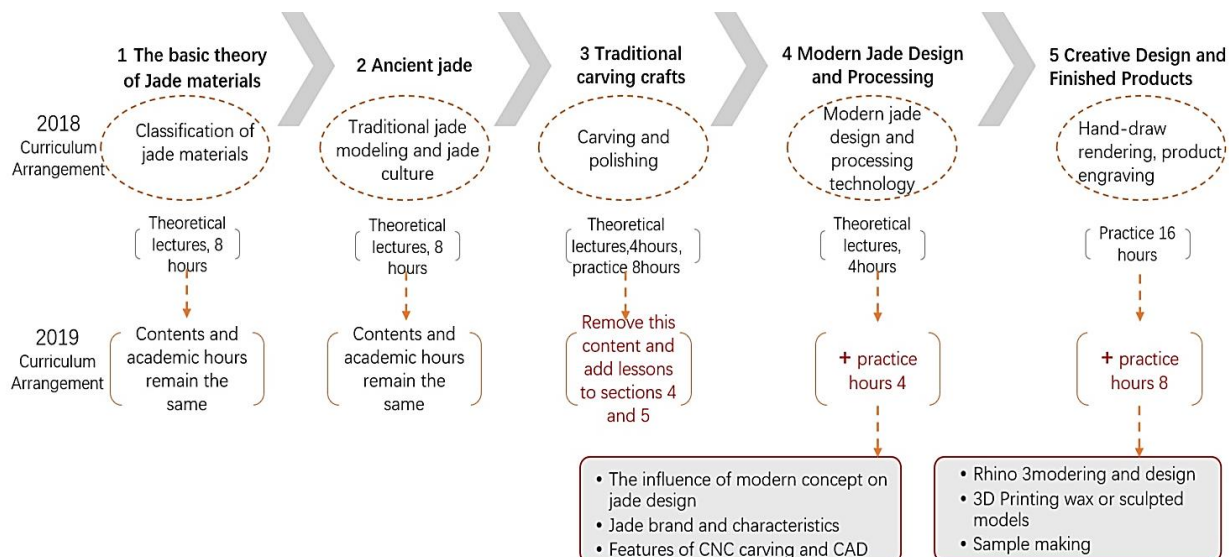 1 The basic theory
of Jade materials
2 Ancient jade
3 Traditional
carving crafts
4 Modern Jade Design
and Processing
5 Creative Design and
Finished Products
2018
Curriculum
Arrangement
Classification of
jade materials
Traditional jade
modeling and jade
culture
Carving and
polishing
Modern jade
design and
processing
technology
Hand-draw
rendering, product
engraving
Theoretical
lectures, 8
hours
Theoretical
lectures, 8
hours
Theoretical
lectures,4hours,
practice 8hours
Theoretical
lectures,
4hours
Practice 16
hours
2019
Curriculum
Arrangement
Contents and
academic hours
remain the
same
Contents and
academic hours
remain the
same
Remove this
content and
add lessons
to sections 4
and 5
+ practice
hours 4
+ practice
hours 8
• The influence of modern concept on
jade design
• Jade brand and characteristics
• Features of CNC carving and CAD
• Rhino 3modering and design
• 3D Printing wax or sculpted
models
• Sample making